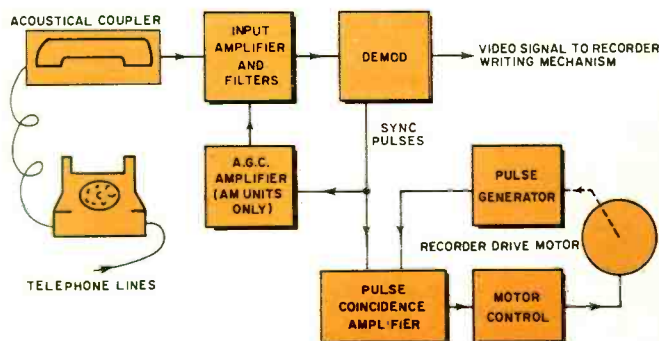 ACOUSTICAL COUPLER
INPUT
AMPLIFIER
AND
FILTERS
DEMOD
VIDEO SIGNAL TO RECORDER
WRITING MECHANISM
SYNC
PULSES
A.G.C.
AMPLIFIER
(AM UNITS
ONLY)
PULSE
GENERATOR
RECORDER DRIVE MOTOR
TELEPHONE LINES
PULSE
COINCIDENCE
AMPLIFIER
MOTOR
CONTROL